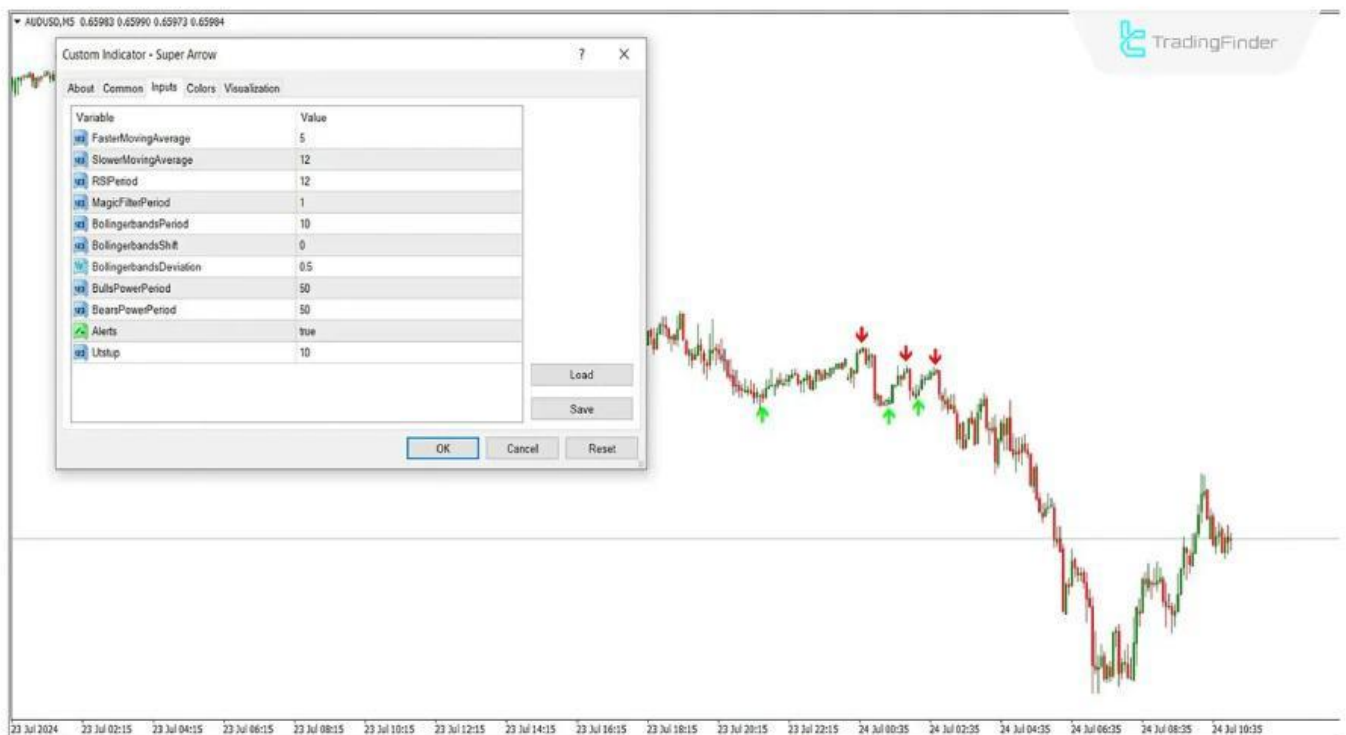 AUDUSD,M5 0.65983 0.65990 0.65973 0.65984
TradingFinder
Custom Indicator - Super Arrow
? X
About Common Inputs Colors Visualization
Variable Value
FasterMovingAverage 5
SlowerMovingAverage 12
RSIPeriod 12
MagicFilterPeriod 1
BollingerbandsPeriod 10
BollingerbandsShift 0
BollingerbandsDeviation 0.5
BullsPowerPeriod 50
BearsPowerPeriod 50
Alerts true
Utstup 10
Load
Save
OK Cancel Reset
23 Jul 2024 23 Jul 02:15 23 Jul 04:15 23 Jul 06:15 23 Jul 08:15 23 Jul 10:15 23 Jul 12:15 23 Jul 14:15 23 Jul 16:15 23 Jul 18:15 23 Jul 20:15 23 Jul 22:15 24 Jul 00:35 24 Jul 02:35 24 Jul 04:35 24 Jul 06:35 24 Jul 08:35 24 Jul 10:35